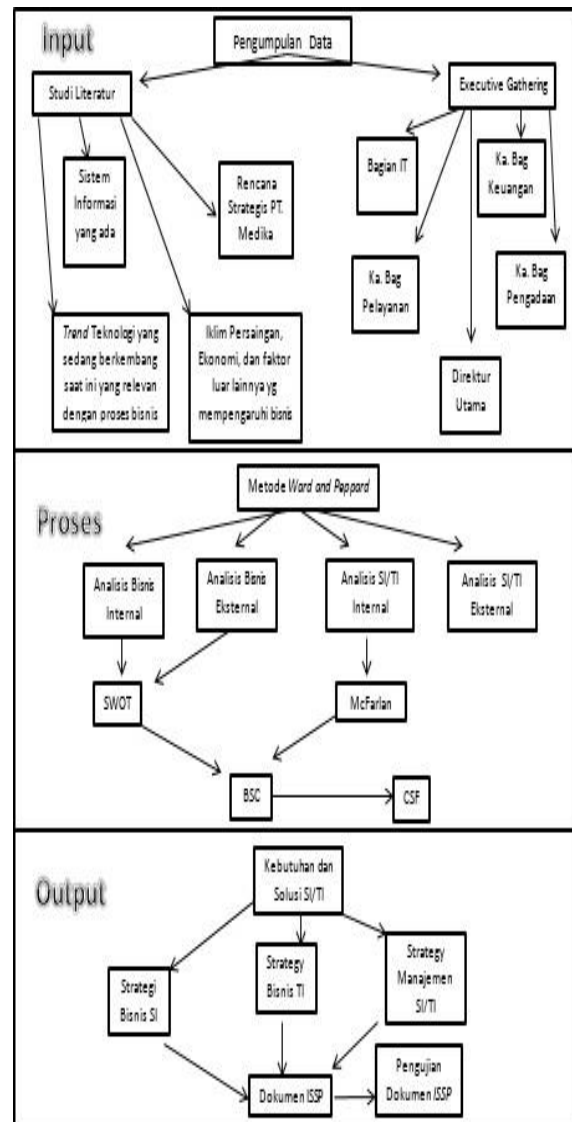 Input
Pengumpulan Data
Studi Literatur
Executive Gathering
Sistem
Informasi
yang ada
Rencana
Strategis PT.
Medika
Bagian IT
Ka. Bag
Keuangan
Ka. Bag
Pelayanan
Ka. Bag
Pengadaan
Trend Teknologi yang
sedang berkembang
saat ini yang relevan
dengan proses bisnis
Iklim Persaingan,
Ekonomi, dan faktor
luar lainnya yg
mempengaruhi bisnis
Direktur
Utama
Proses
Metode Ward and Peppard
Analisis Bisnis
Internal
Analisis Bisnis
Eksternal
Analisis SI/TI
Internal
Analisis SI/TI
Eksternal
SWOT
McFarlan
BSC
CSF
Output
Kebutuhan dan
Solusi SI/TI
Strategi
Bisnis SI
Strategy
Bisnis TI
Strategy
Manajemen
SI/TI
Dokumen ISSP
Pengujian
Dokumen ISSP